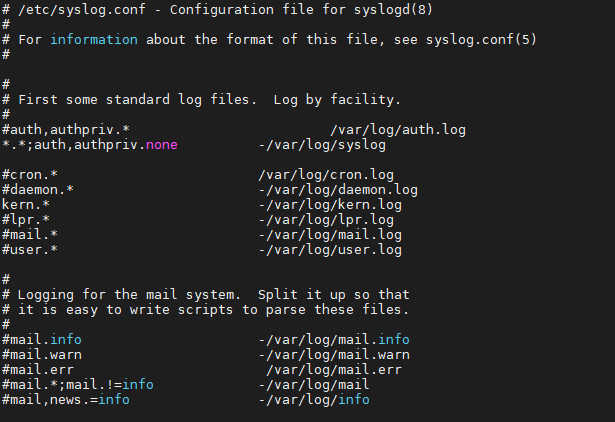 # /etc/syslog.conf - Configuration file for syslogd(8)
#
# For information about the format of this file, see syslog.conf(5)
#

#
# First some standard log files.  Log by facility.
#
#auth,authpriv.*                           /var/log/auth.log
*.*;auth,authpriv.none           -/var/log/syslog

#cron.*                          /var/log/cron.log
#daemon.*                        -/var/log/daemon.log
kern.*                           -/var/log/kern.log
#lpr.*                           -/var/log/lpr.log
#mail.*                          -/var/log/mail.log
#user.*                          -/var/log/user.log

#
# Logging for the mail system.  Split it up so that
# it is easy to write scripts to parse these files.
#
#mail.info                       -/var/log/mail.info
#mail.warn                       -/var/log/mail.warn
#mail.err                         /var/log/mail.err
#mail.*;mail.!=info              -/var/log/mail
#mail,news.=info                 -/var/log/info